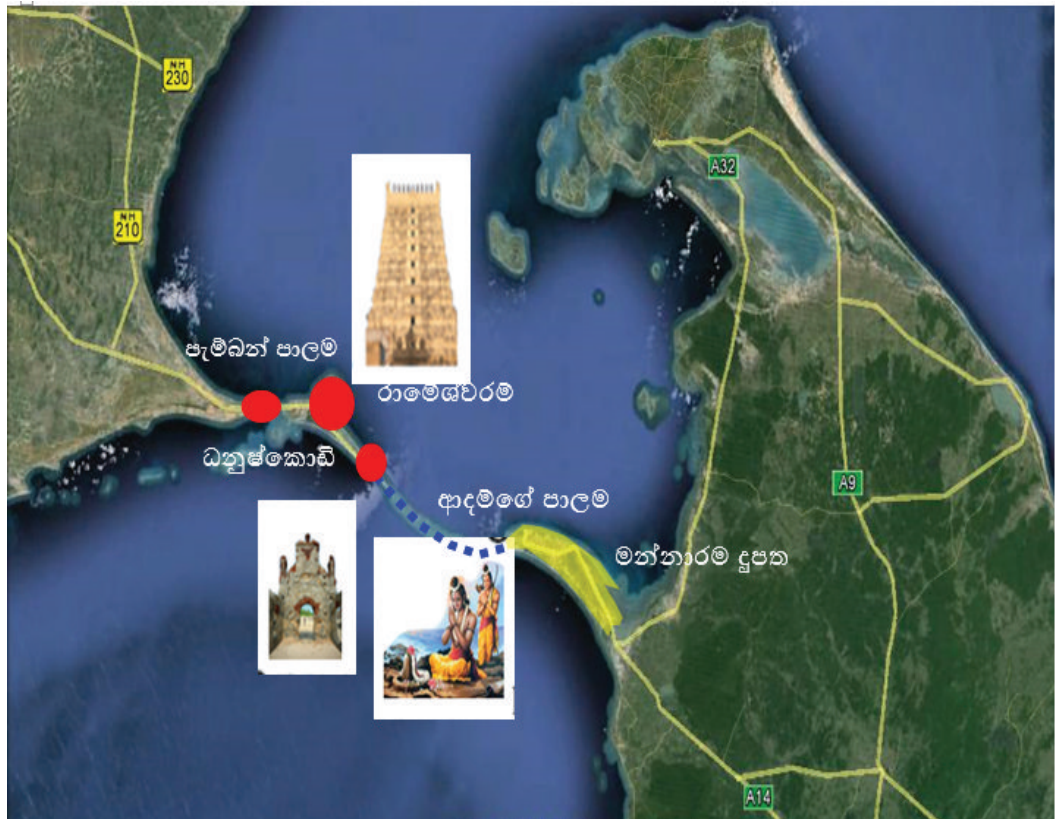 NH
230
NH
210
A32
පැම්බන් පාලම
රාමේශ්වරම්
ධනුෂ්කොඩි
A9
ආදම්ගේ පාලම
මන්නාරම දුපත
A14